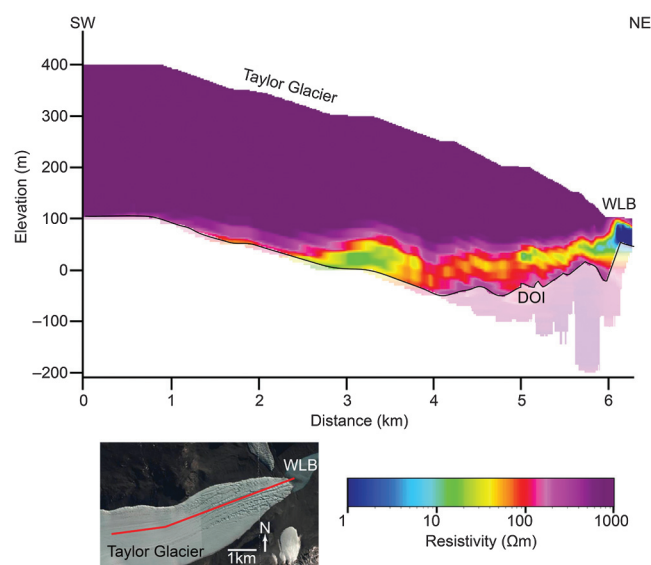 SW
NE
400
300
200
100
0
−100
−200
Elevation (m)
Taylor Glacier
WLB
DOI
0 1 2 3 4 5 6
Distance (km)
WLB
Taylor Glacier
N
1km
1 10 100 1000
Resistivity (Ωm)